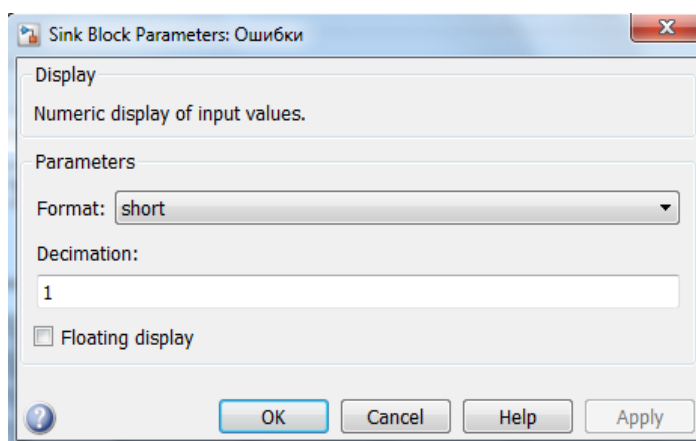 Sink Block Parameters: Ошибки
Display
Numeric display of input values.
Parameters
Format: short
Decimation:
1
Floating display
OK Cancel Help Apply